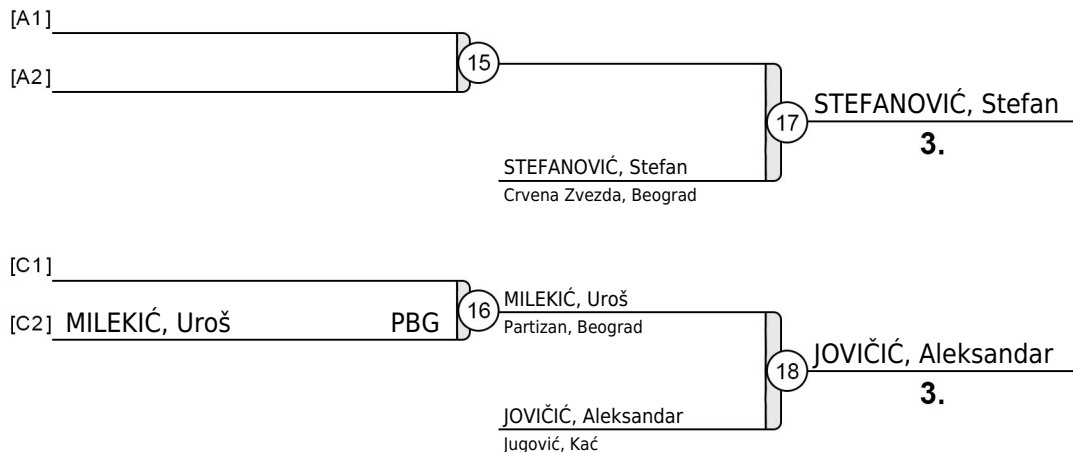 [A1]
[A2]
15
17
STEFANOVIĆ, Stefan
3.
STEFANOVIĆ, Stefan
Crvena Zvezda, Beograd
[C1]
[C2] MILEKIĆ, Uroš PBG
16
MILEKIĆ, Uroš
Partizan, Beograd
18
JOVIČIĆ, Aleksandar
3.
JOVIČIĆ, Aleksandar
Jugović, Kać